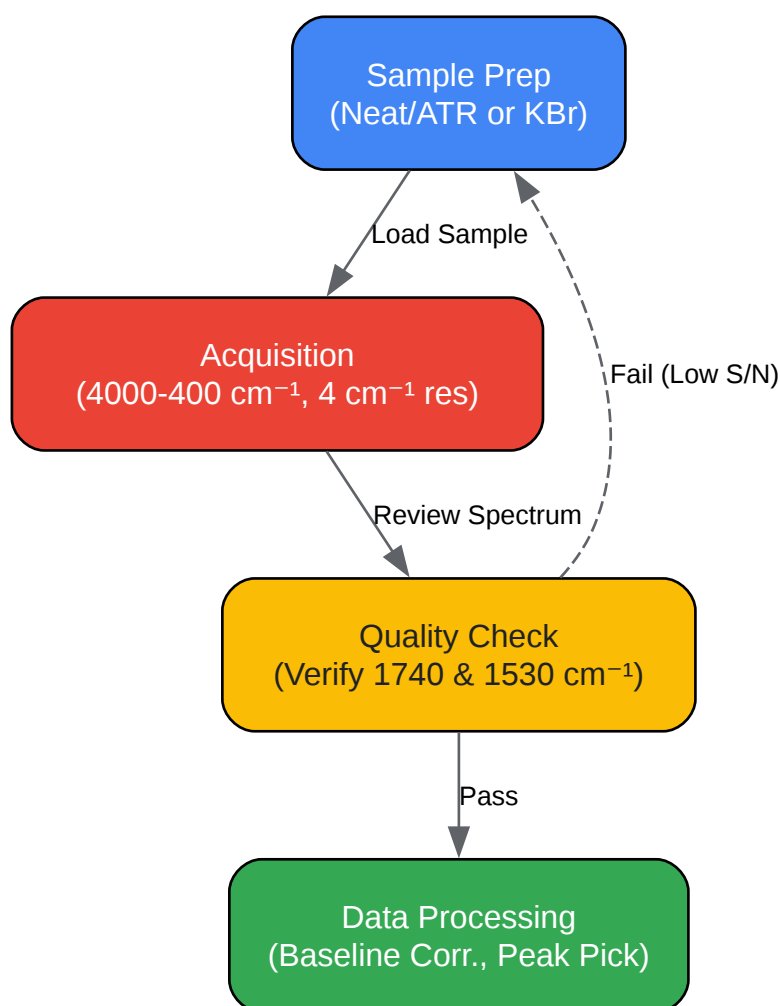 Sample Prep
(Neat/ATR or KBr)
Load Sample
Acquisition
(4000-400 cm⁻¹, 4 cm⁻¹ res)
Fail (Low S/N)
Review Spectrum
Quality Check
(Verify 1740 & 1530 cm⁻¹)
Pass
Data Processing
(Baseline Corr., Peak Pick)